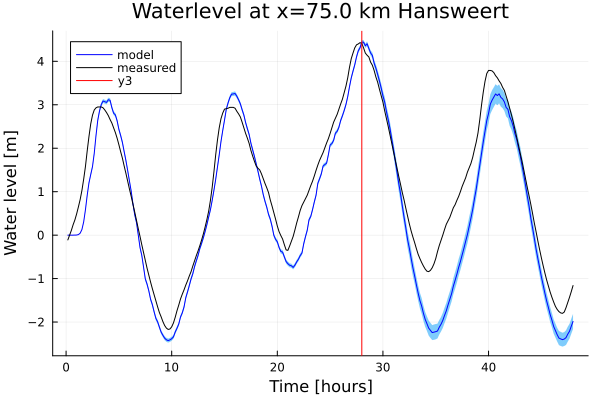 Waterlevel at x=75.0 km Hansweert
model
measured
y3
Water level [m]
4
3
2
1
0
−1
−2
0 10 20 30 40
Time [hours]